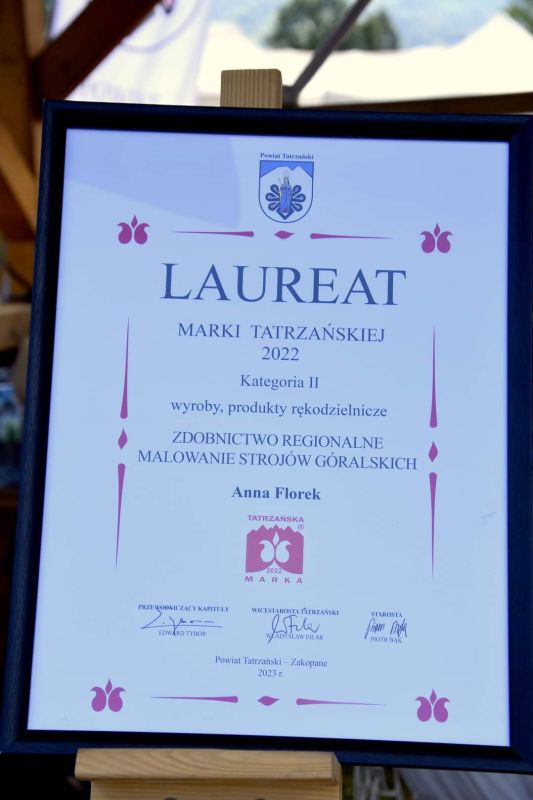 Powiat Tatrzański
LAUREAT
MARKI TATRZAŃSKIEJ
2022
Kategoria II
wyroby, produkty rękodzielnicze
ZDOBNICTWO REGIONALNE
MALOWANIE STROJÓW GÓRALSKICH
Anna Florek
TATRZAŃSKA
®
2022
MARKA
PRZEWODNICZĄCY KAPITUŁY WICESTAROSTA TATRZAŃSKI STAROSTA
EDWARD TYBOR WŁADYSŁAW FILAR PIOTR BĄK
Powiat Tatrzański – Zakopane
2023 r.